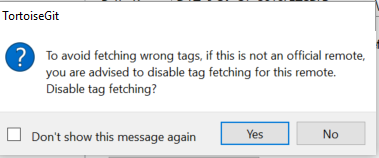 TortoiseGit
To avoid fetching wrong tags, if this is not an official remote,
you are advised to disable tag fetching for this remote.
Disable tag fetching?
Don't show this message again
Yes
No